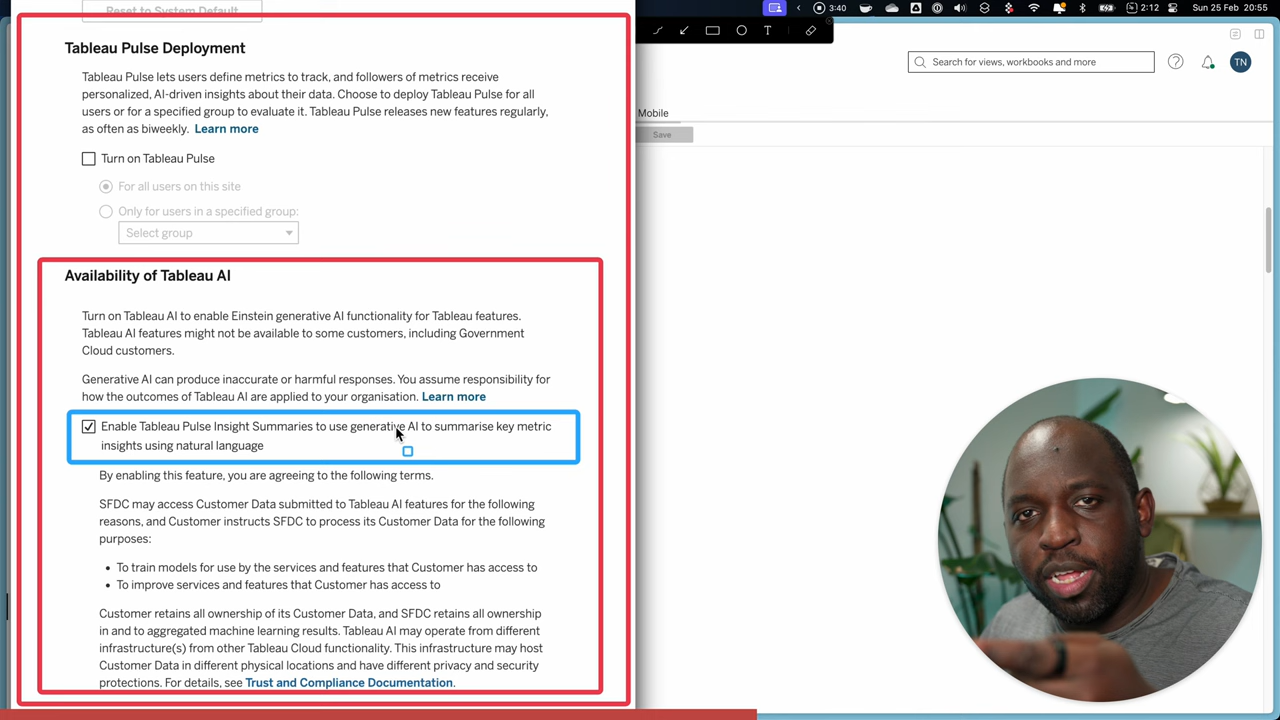 Reset to System Default
3:40
2:12
Sun 25 Feb 20:55
T
Search for views, workbooks and more
TN
Mobile
Save
Tableau Pulse Deployment
Tableau Pulse lets users define metrics to track, and followers of metrics receive
personalized, AI-driven insights about their data. Choose to deploy Tableau Pulse for all
users or for a specified group to evaluate it. Tableau Pulse releases new features regularly,
as often as biweekly. Learn more
Turn on Tableau Pulse
For all users on this site
Only for users in a specified group:
Select group
Availability of Tableau AI
Turn on Tableau AI to enable Einstein generative AI functionality for Tableau features.
Tableau AI features might not be available to some customers, including Government
Cloud customers.
Generative AI can produce inaccurate or harmful responses. You assume responsibility for
how the outcomes of Tableau AI are applied to your organisation. Learn more
Enable Tableau Pulse Insight Summaries to use generative AI to summarise key metric
insights using natural language
By enabling this feature, you are agreeing to the following terms.
SFDC may access Customer Data submitted to Tableau AI features for the following
reasons, and Customer instructs SFDC to process its Customer Data for the following
purposes:
• To train models for use by the services and features that Customer has access to
• To improve services and features that Customer has access to
Customer retains all ownership of its Customer Data, and SFDC retains all ownership
in and to aggregated machine learning results. Tableau AI may operate from different
infrastructure(s) from other Tableau Cloud functionality. This infrastructure may host
Customer Data in different physical locations and have different privacy and security
protections. For details, see Trust and Compliance Documentation.